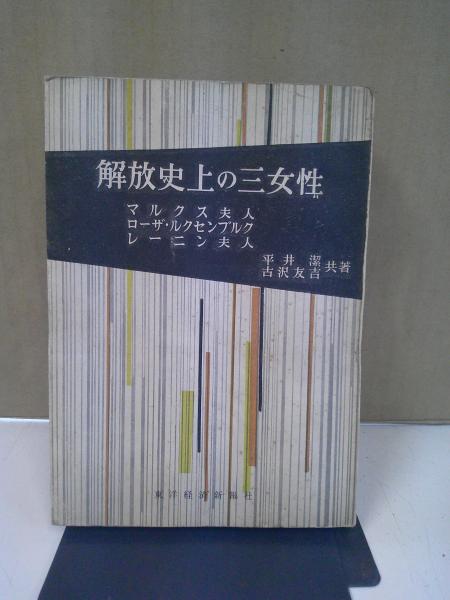 解放史上の三女性
マルクス夫人
ローザ・ルクセンブルク
レーニン夫人
平井潔
古沢友吉 共著
東洋経済新報社